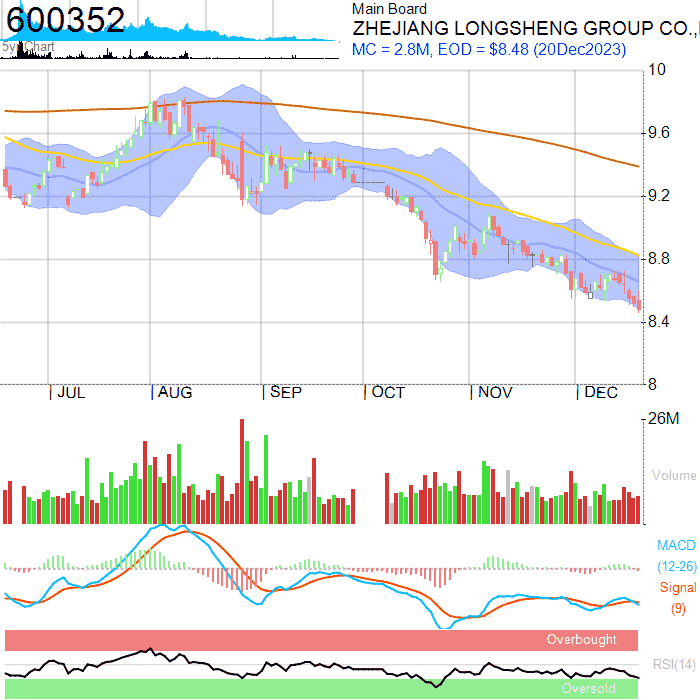 600352
5yr Chart
Main Board
ZHEJIANG LONGSHENG GROUP CO.,
MC = 2.8M, EOD = $8.48 (20Dec2023)
10
9.6
9.2
8.8
8.4
8
JUL AUG SEP OCT NOV DEC
26M
Volume
MACD
(12-26)
Signal
(9)
Overbought
RSI(14)
Oversold